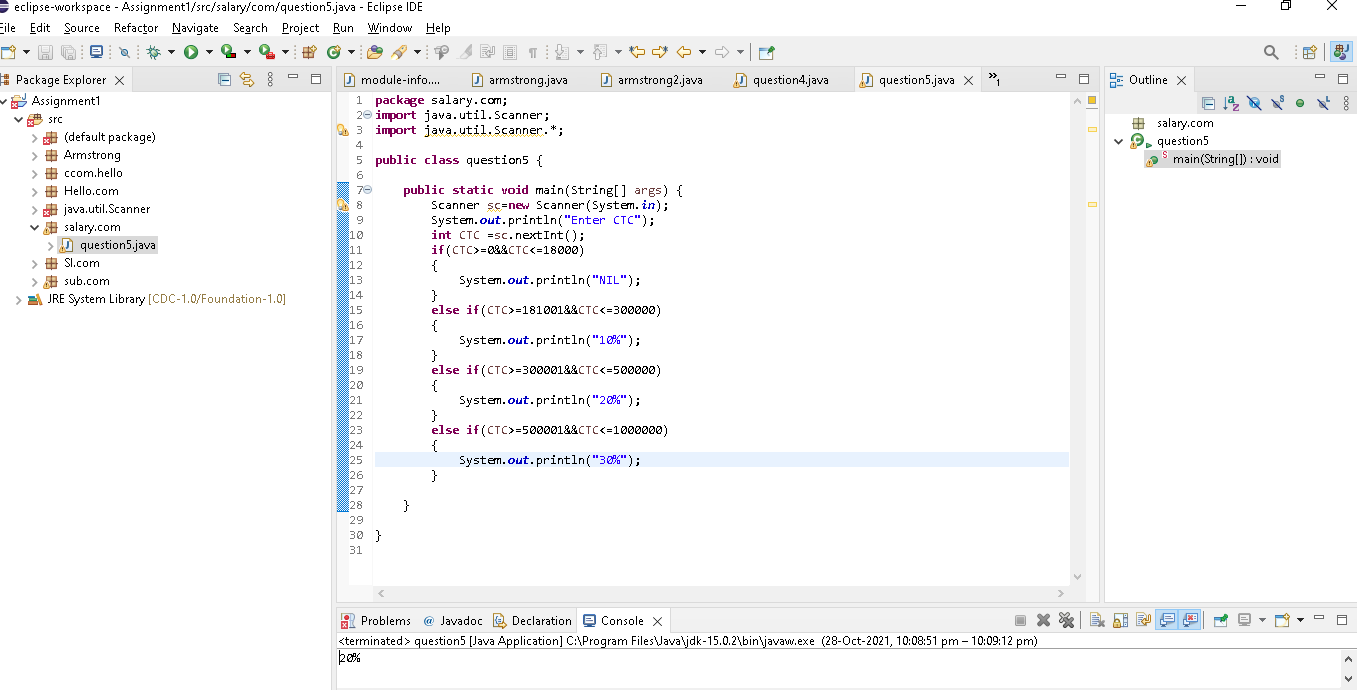 eclipse-workspace - Assignment1/src/salary/com/question5.java - Eclipse IDE
File Edit Source Refactor Navigate Search Project Run Window Help
Package Explorer
Assignment1
src
(default package)
Armstrong
ccom.hello
Hello.com
java.util.Scanner
salary.com
question5.java
Sl.com
sub.com
JRE System Library [CDC-1.0/Foundation-1.0]
module-info.... armstrong.java armstrong2.java question4.java question5.java »1
1 package salary.com;
2 import java.util.Scanner;
3 import java.util.Scanner.*;
4
5 public class question5 {
6
7 public static void main(String[] args) {
8 Scanner sc=new Scanner(System.in);
9 System.out.println("Enter CTC");
10 int CTC =sc.nextInt();
11 if(CTC>=0&&CTC<=18000)
12 {
13 System.out.println("NIL");
14 }
15 else if(CTC>=181001&&CTC<=300000)
16 {
17 System.out.println("10%");
18 }
19 else if(CTC>=300001&&CTC<=500000)
20 {
21 System.out.println("20%");
22 }
23 else if(CTC>=500001&&CTC<=1000000)
24 {
25 System.out.println("30%");
26 }
27
28 }
29
30 }
31
Outline
salary.com
question5
main(String[]) : void
Problems @ Javadoc Declaration Console
<terminated> question5 [Java Application] C:\Program Files\Java\jdk-15.0.2\bin\javaw.exe (28-Oct-2021, 10:08:51 pm – 10:09:12 pm)
20%